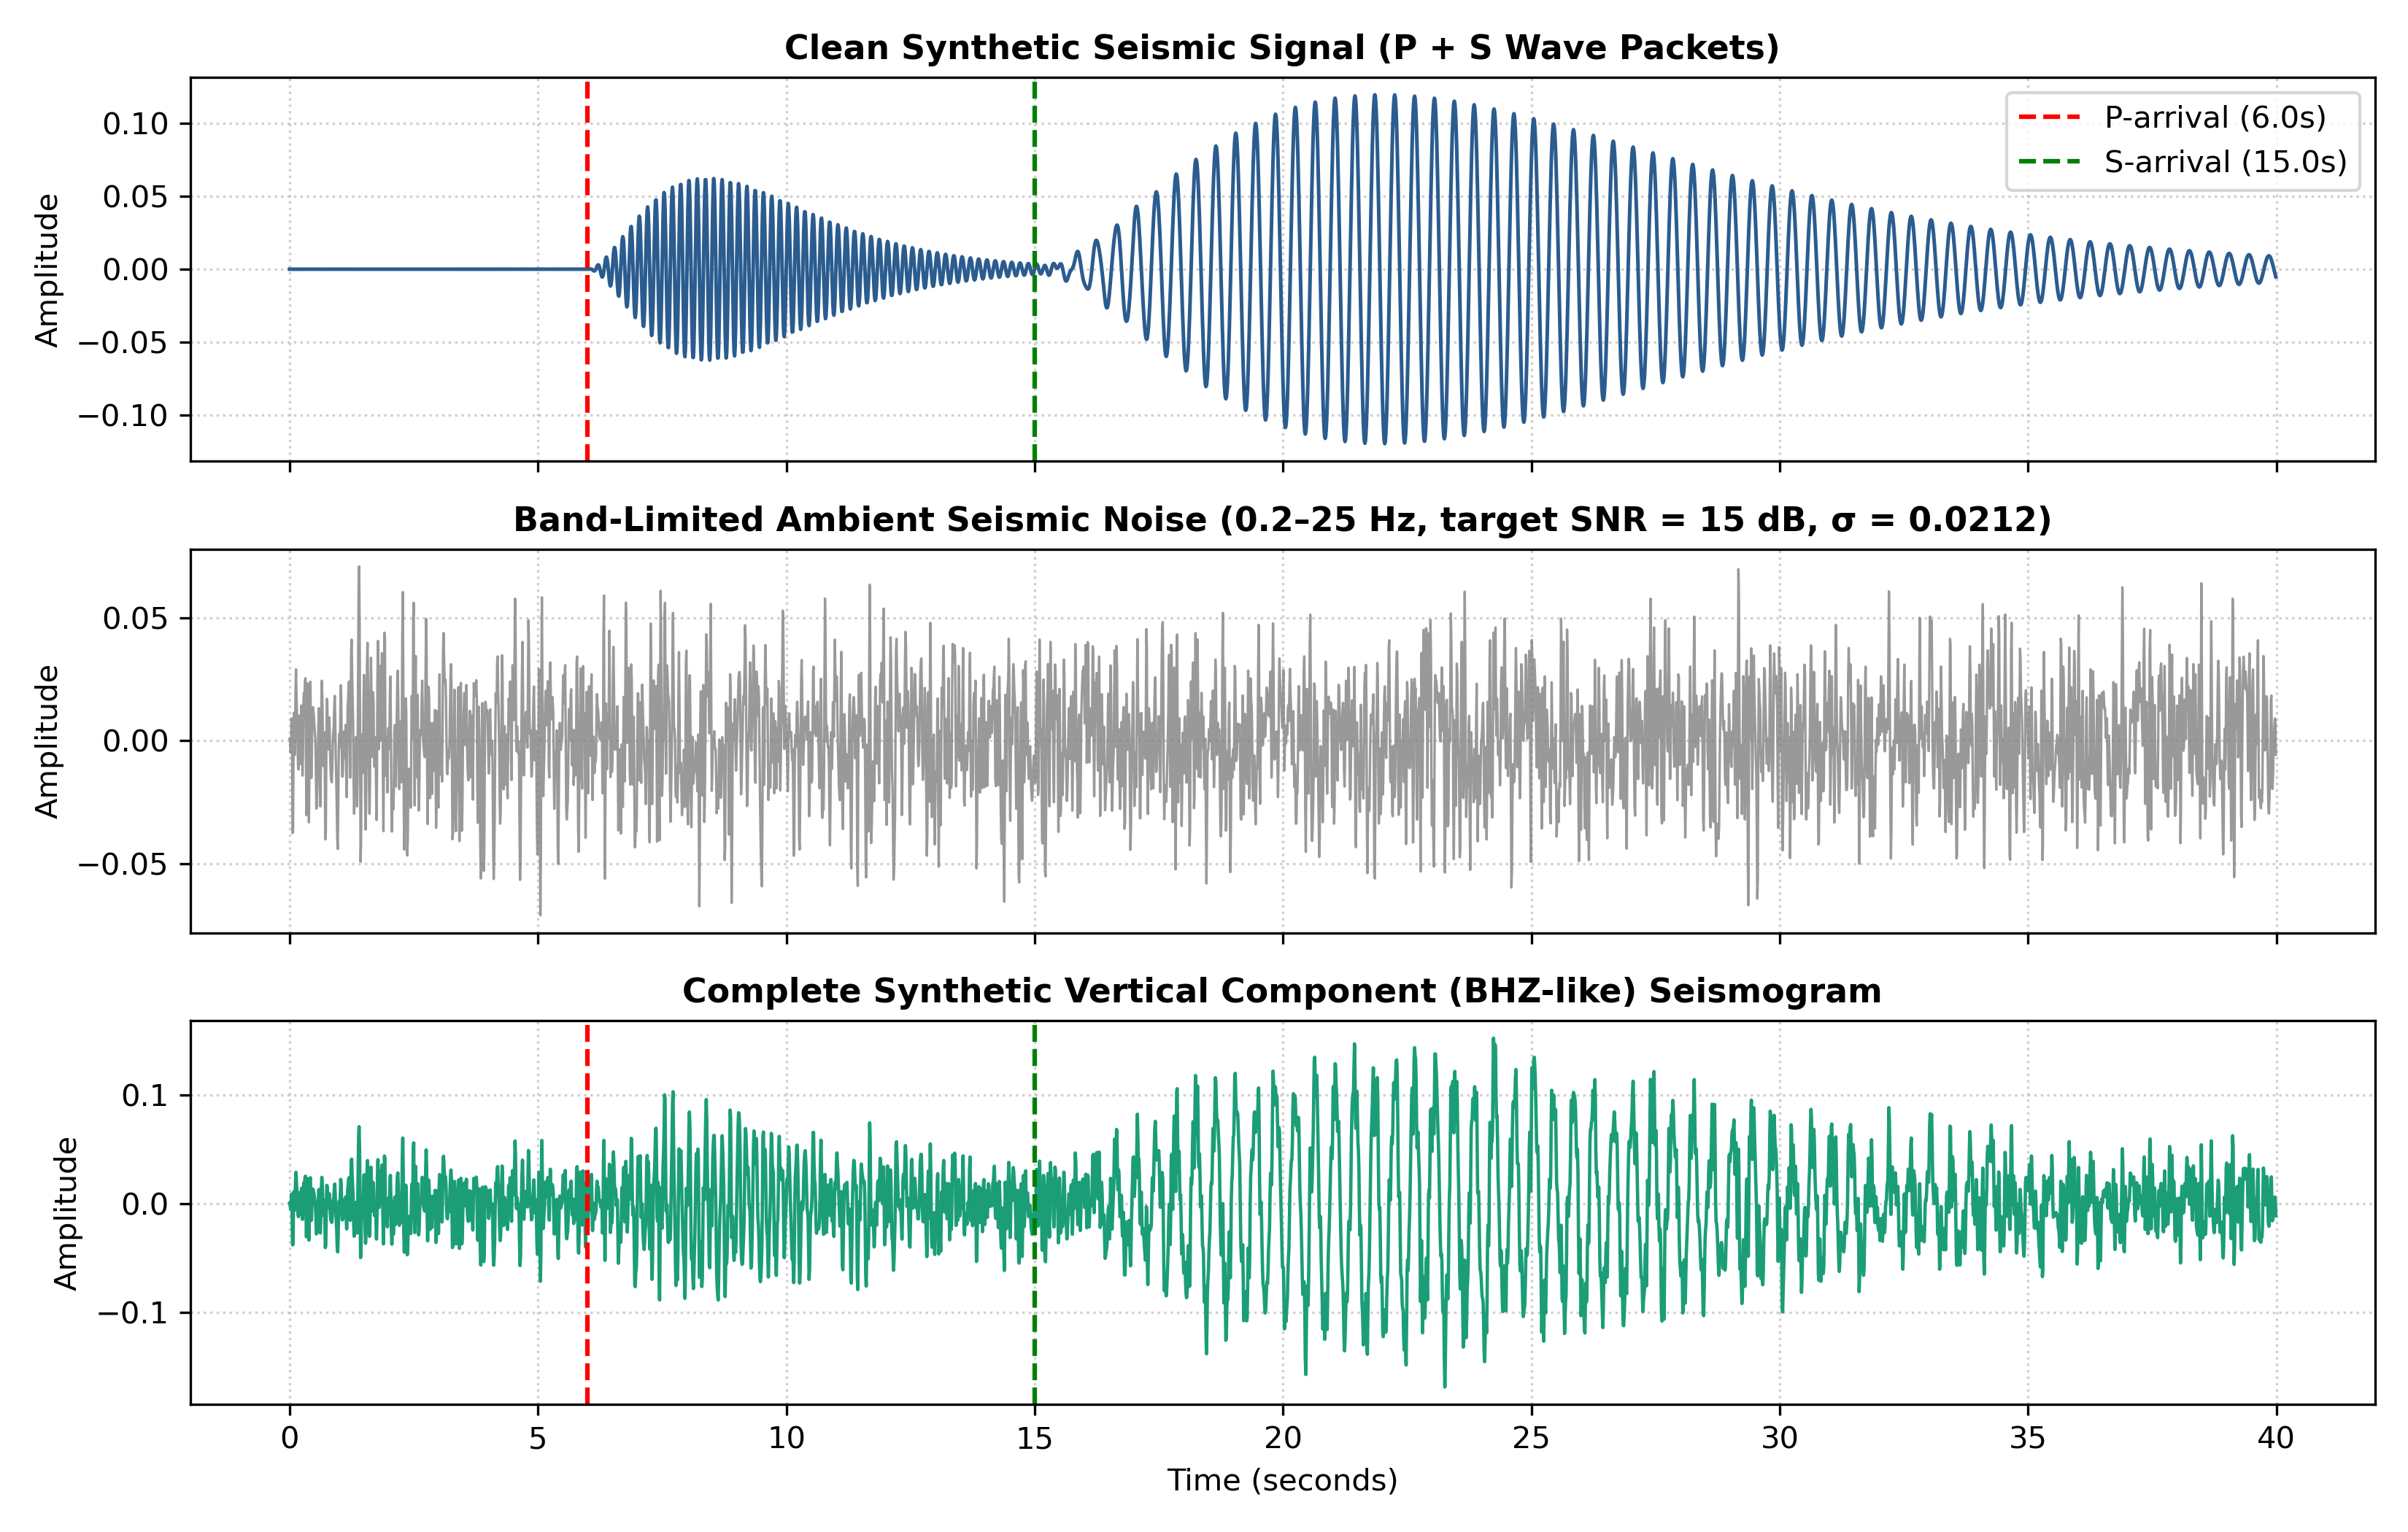 Clean Synthetic Seismic Signal (P + S Wave Packets)
Amplitude
0.10
0.05
0.00
−0.05
−0.10
P-arrival (6.0s)
S-arrival (15.0s)
Band-Limited Ambient Seismic Noise (0.2–25 Hz, target SNR = 15 dB, σ = 0.0212)
Amplitude
0.05
0.00
−0.05
Complete Synthetic Vertical Component (BHZ-like) Seismogram
Amplitude
0.1
0.0
−0.1
0 5 10 15 20 25 30 35 40
Time (seconds)